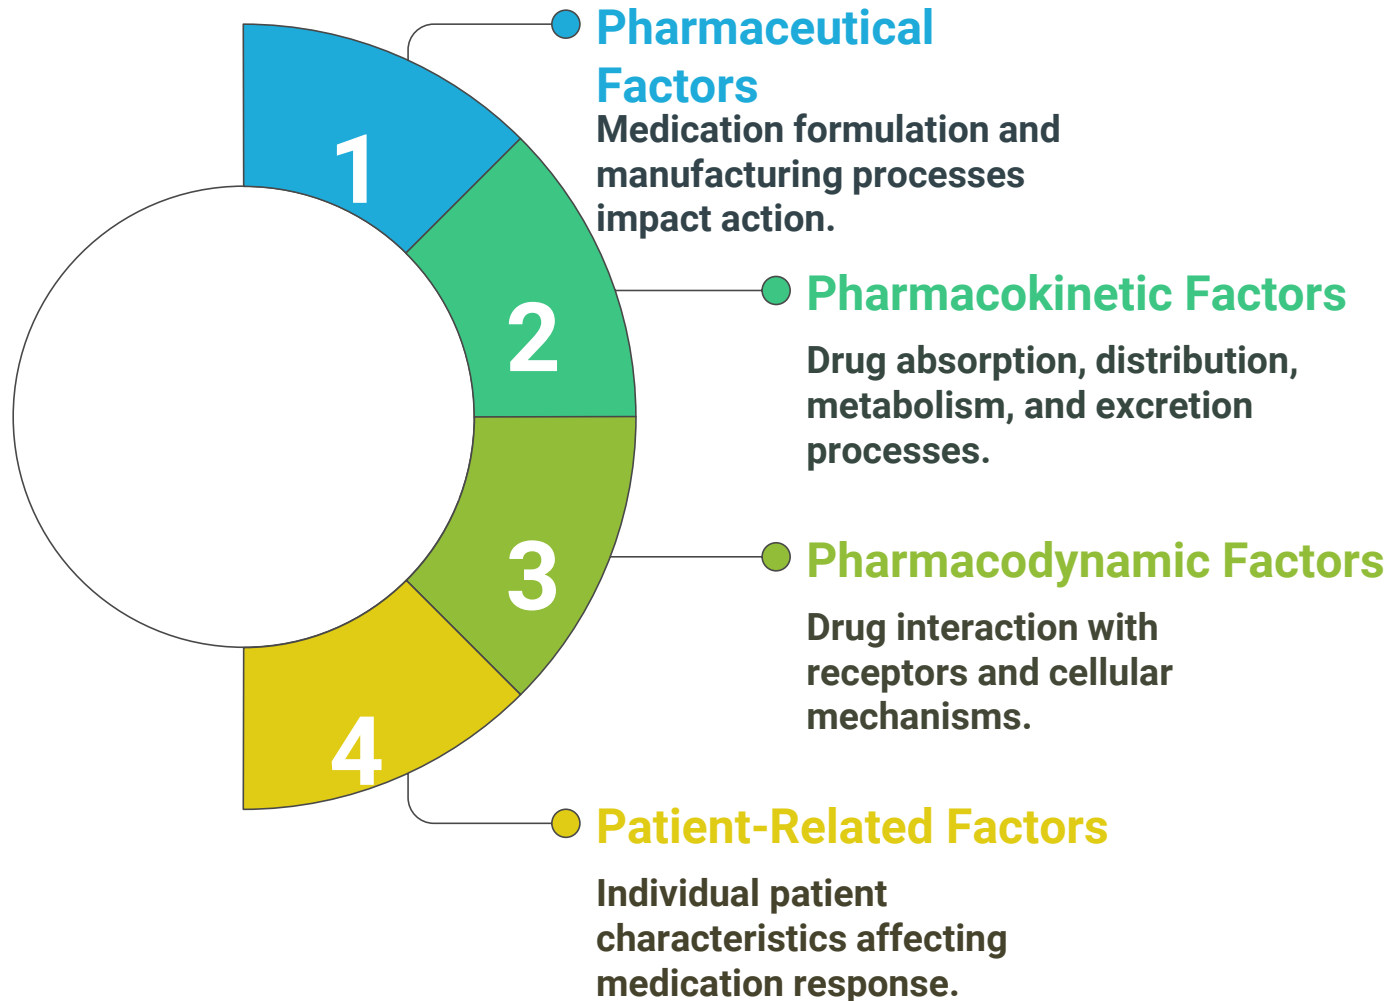 1
Pharmaceutical
Factors
Medication formulation and
manufacturing processes
impact action.
2
Pharmacokinetic Factors
Drug absorption, distribution,
metabolism, and excretion
processes.
3
Pharmacodynamic Factors
Drug interaction with
receptors and cellular
mechanisms.
4
Patient-Related Factors
Individual patient
characteristics affecting
medication response.